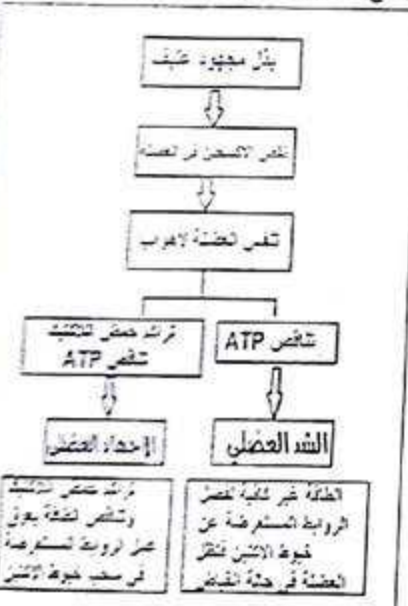 بذل مجهود عنيف
نقص الاكسجين في العضلة
تنفس العضلة لاهوائي
تناقص ATP
تراكم حمض اللاكتيك
تناقص ATP
الشد العضلي
الإجهاد العضلي
الطاقة غير كافية لفصل
الروابط المستعرضة عن
خيوط الاكتين فتظل
العضلة في حالة انقباض
تراكم حمض اللاكتيك
وتناقص الطاقة يعوق
عمل الروابط المستعرضة
في سحب خيوط الاكتين